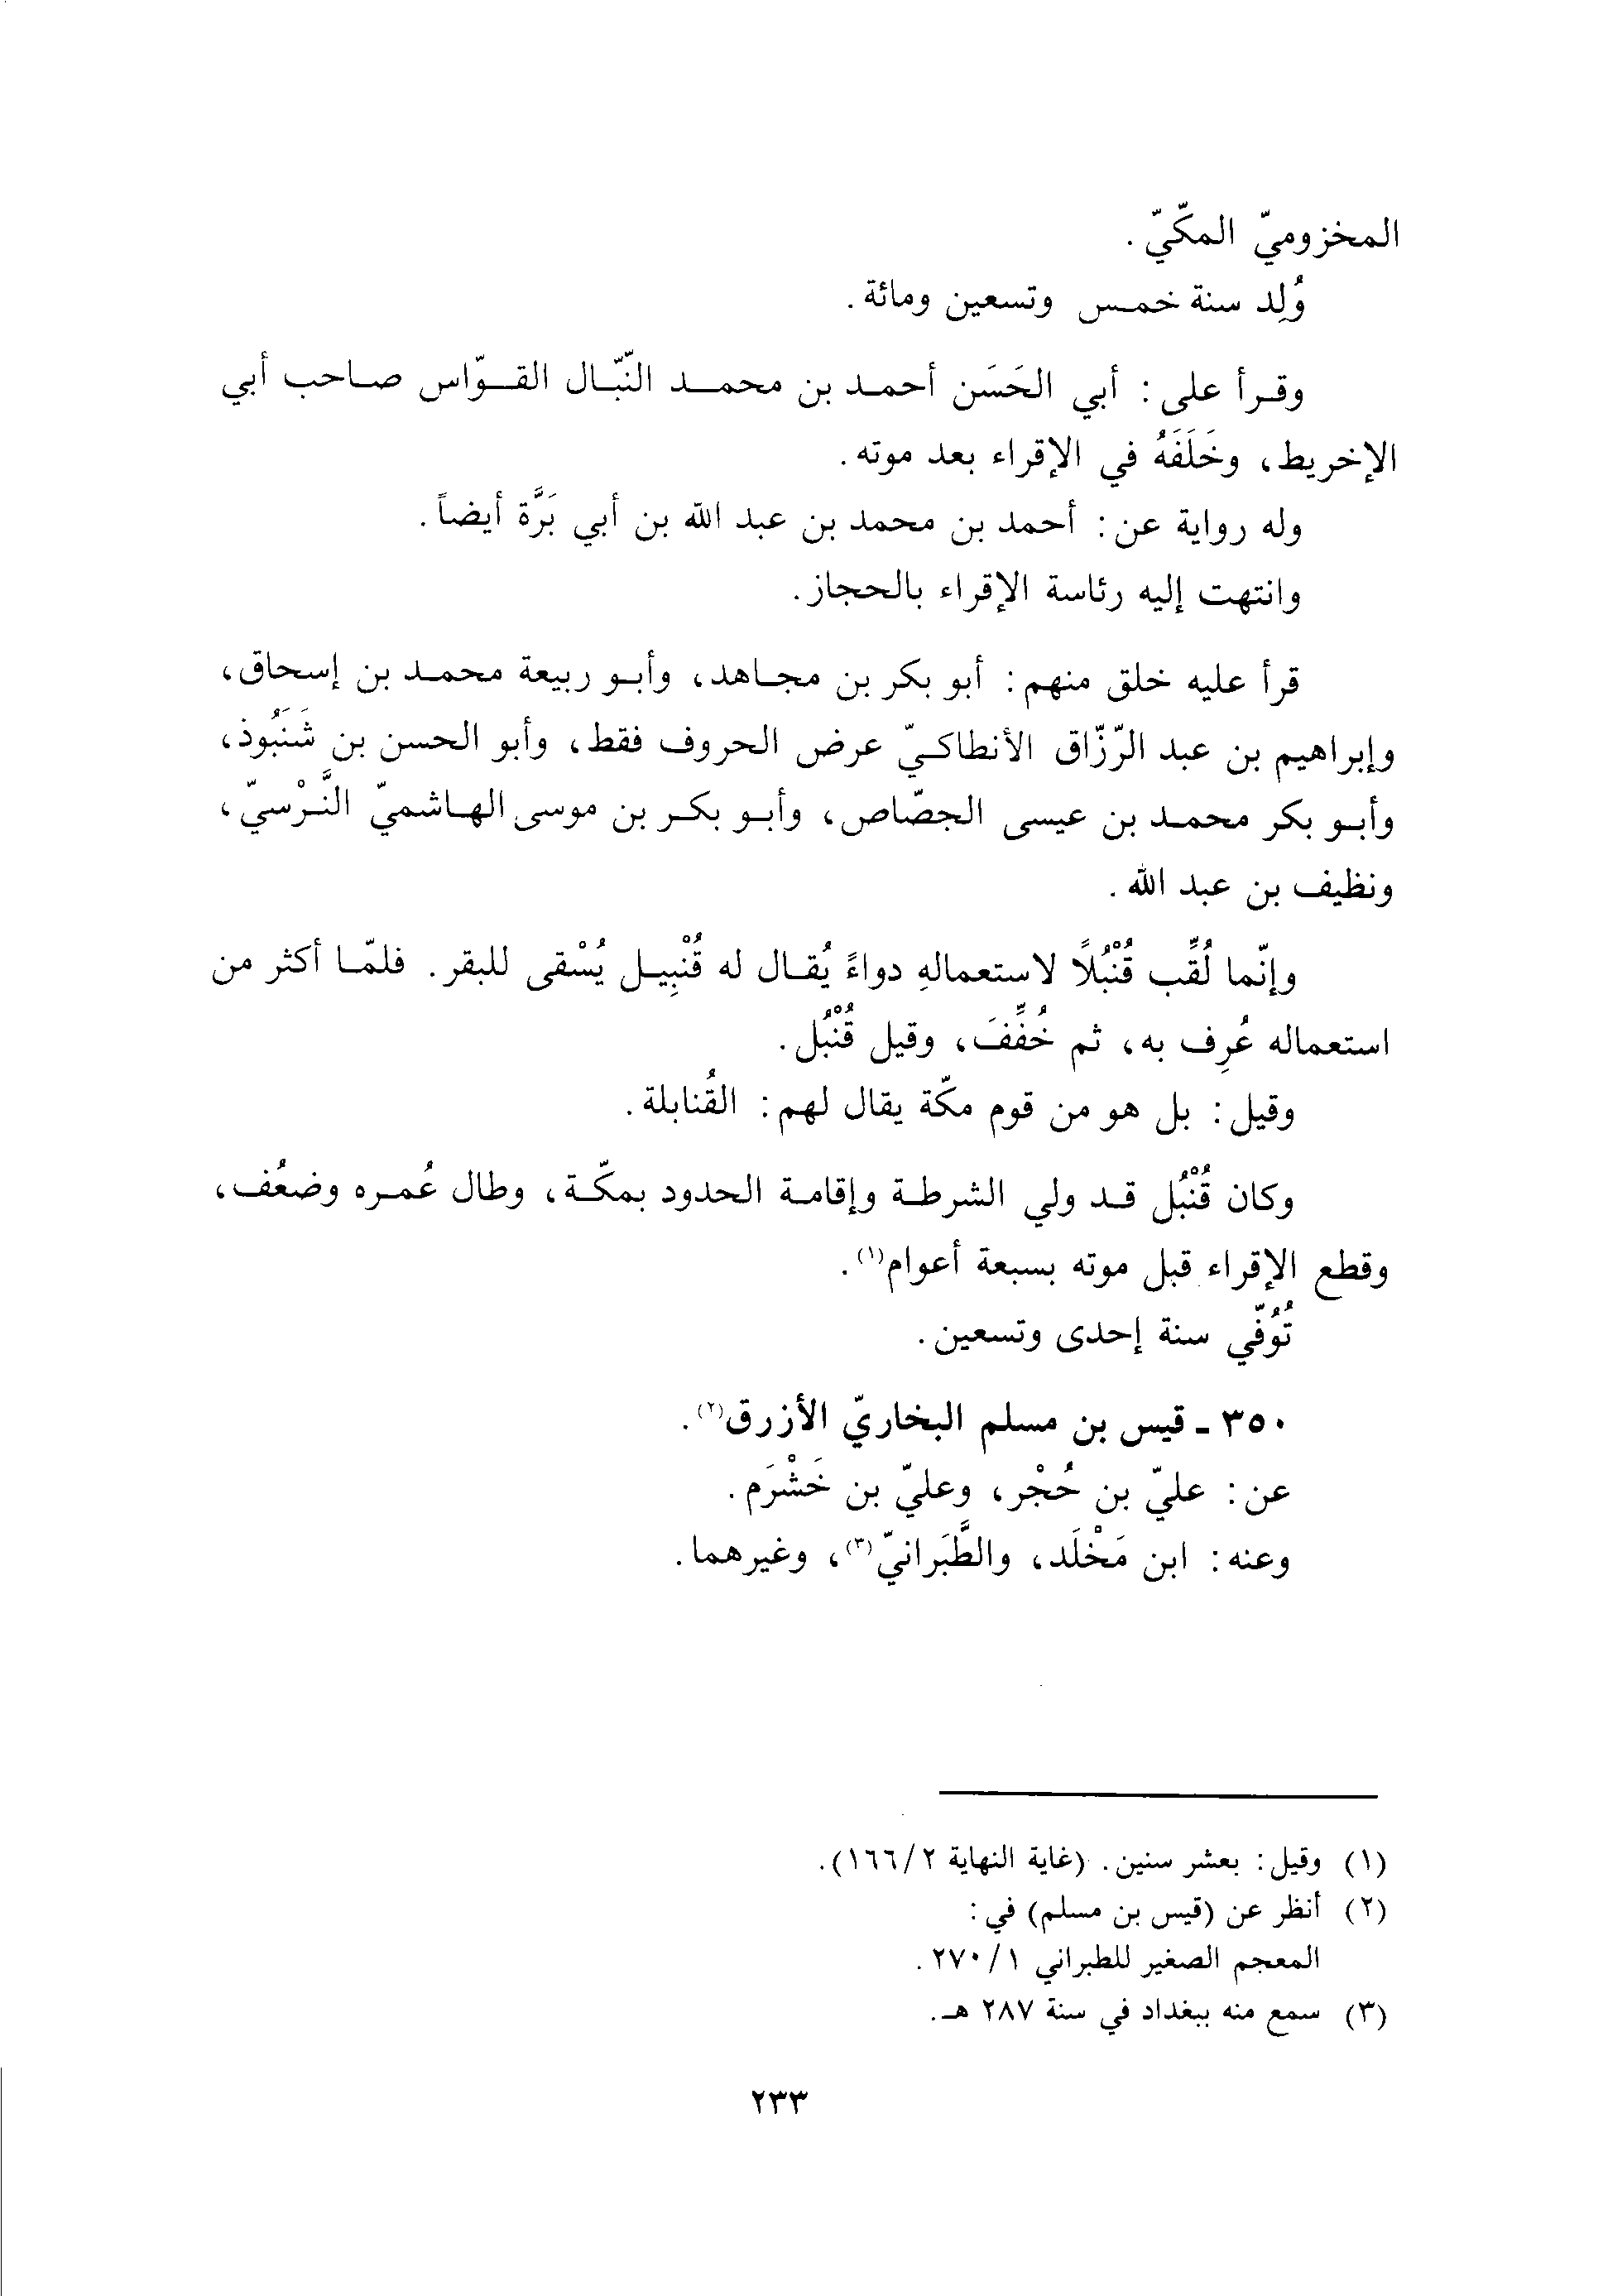 المخزوميّ المكّيّ.
وُلِد سنة خمس وتسعين ومائة.
وقرأ على: أبي الحَسَن أحمد بن محمد النّبّال القوّاس صاحب أبي
الإخريط، وخَلَفَهُ في الإقراء بعد موته.
وله رواية عن: أحمد بن محمد بن عبد الله بن أبي بَزَّة أيضاً.
وانتهت إليه رئاسة الإقراء بالحجاز.
قرأ عليه خلق منهم: أبو بكر بن مجاهد، وأبو ربيعة محمد بن إسحاق،
وإبراهيم بن عبد الرّزّاق الأنطاكيّ عرض الحروف فقط، وأبو الحسن بن شَنَبُوذ،
وأبو بكر محمد بن عيسى الجصّاص، وأبو بكر بن موسى الهاشميّ النَّرْسيّ،
ونظيف بن عبد الله.
وإنّما لُقِّب قُنْبُلاً لاستعمالهِ دواءً يُقال له قُنْبِيل يُسْقى للبقر. فلمّا أكثر من
استعماله عُرِف به، ثم خُفِّفَ، وقيل قُنْبُل.
وقيل: بل هو من قوم مكّة يقال لهم: القُنابلة.
وكان قُنْبُل قد ولي الشرطة وإقامة الحدود بمكّة، وطال عُمره وضعُف،
وقطع الإقراء قبل موته بسبعة أعوام(١).
تُوُفّي سنة إحدى وتسعين.
٣٥٠ ـ قيس بن مسلم البخاريّ الأزرق(٢).
عن: عليّ بن حُجْر، وعليّ بن خَشْرَم.
وعنه: ابن مَخْلَد، والطَّبَرانيّ(٣)، وغيرهما.
(١) وقيل: بعشر سنين. (غاية النهاية ٢/١٦٦).
(٢) أنظر عن (قيس بن مسلم) في:
المعجم الصغير للطبراني ١/٢٧٠.
(٣) سمع منه ببغداد في سنة ٢٨٧ هـ.
٢٣٣